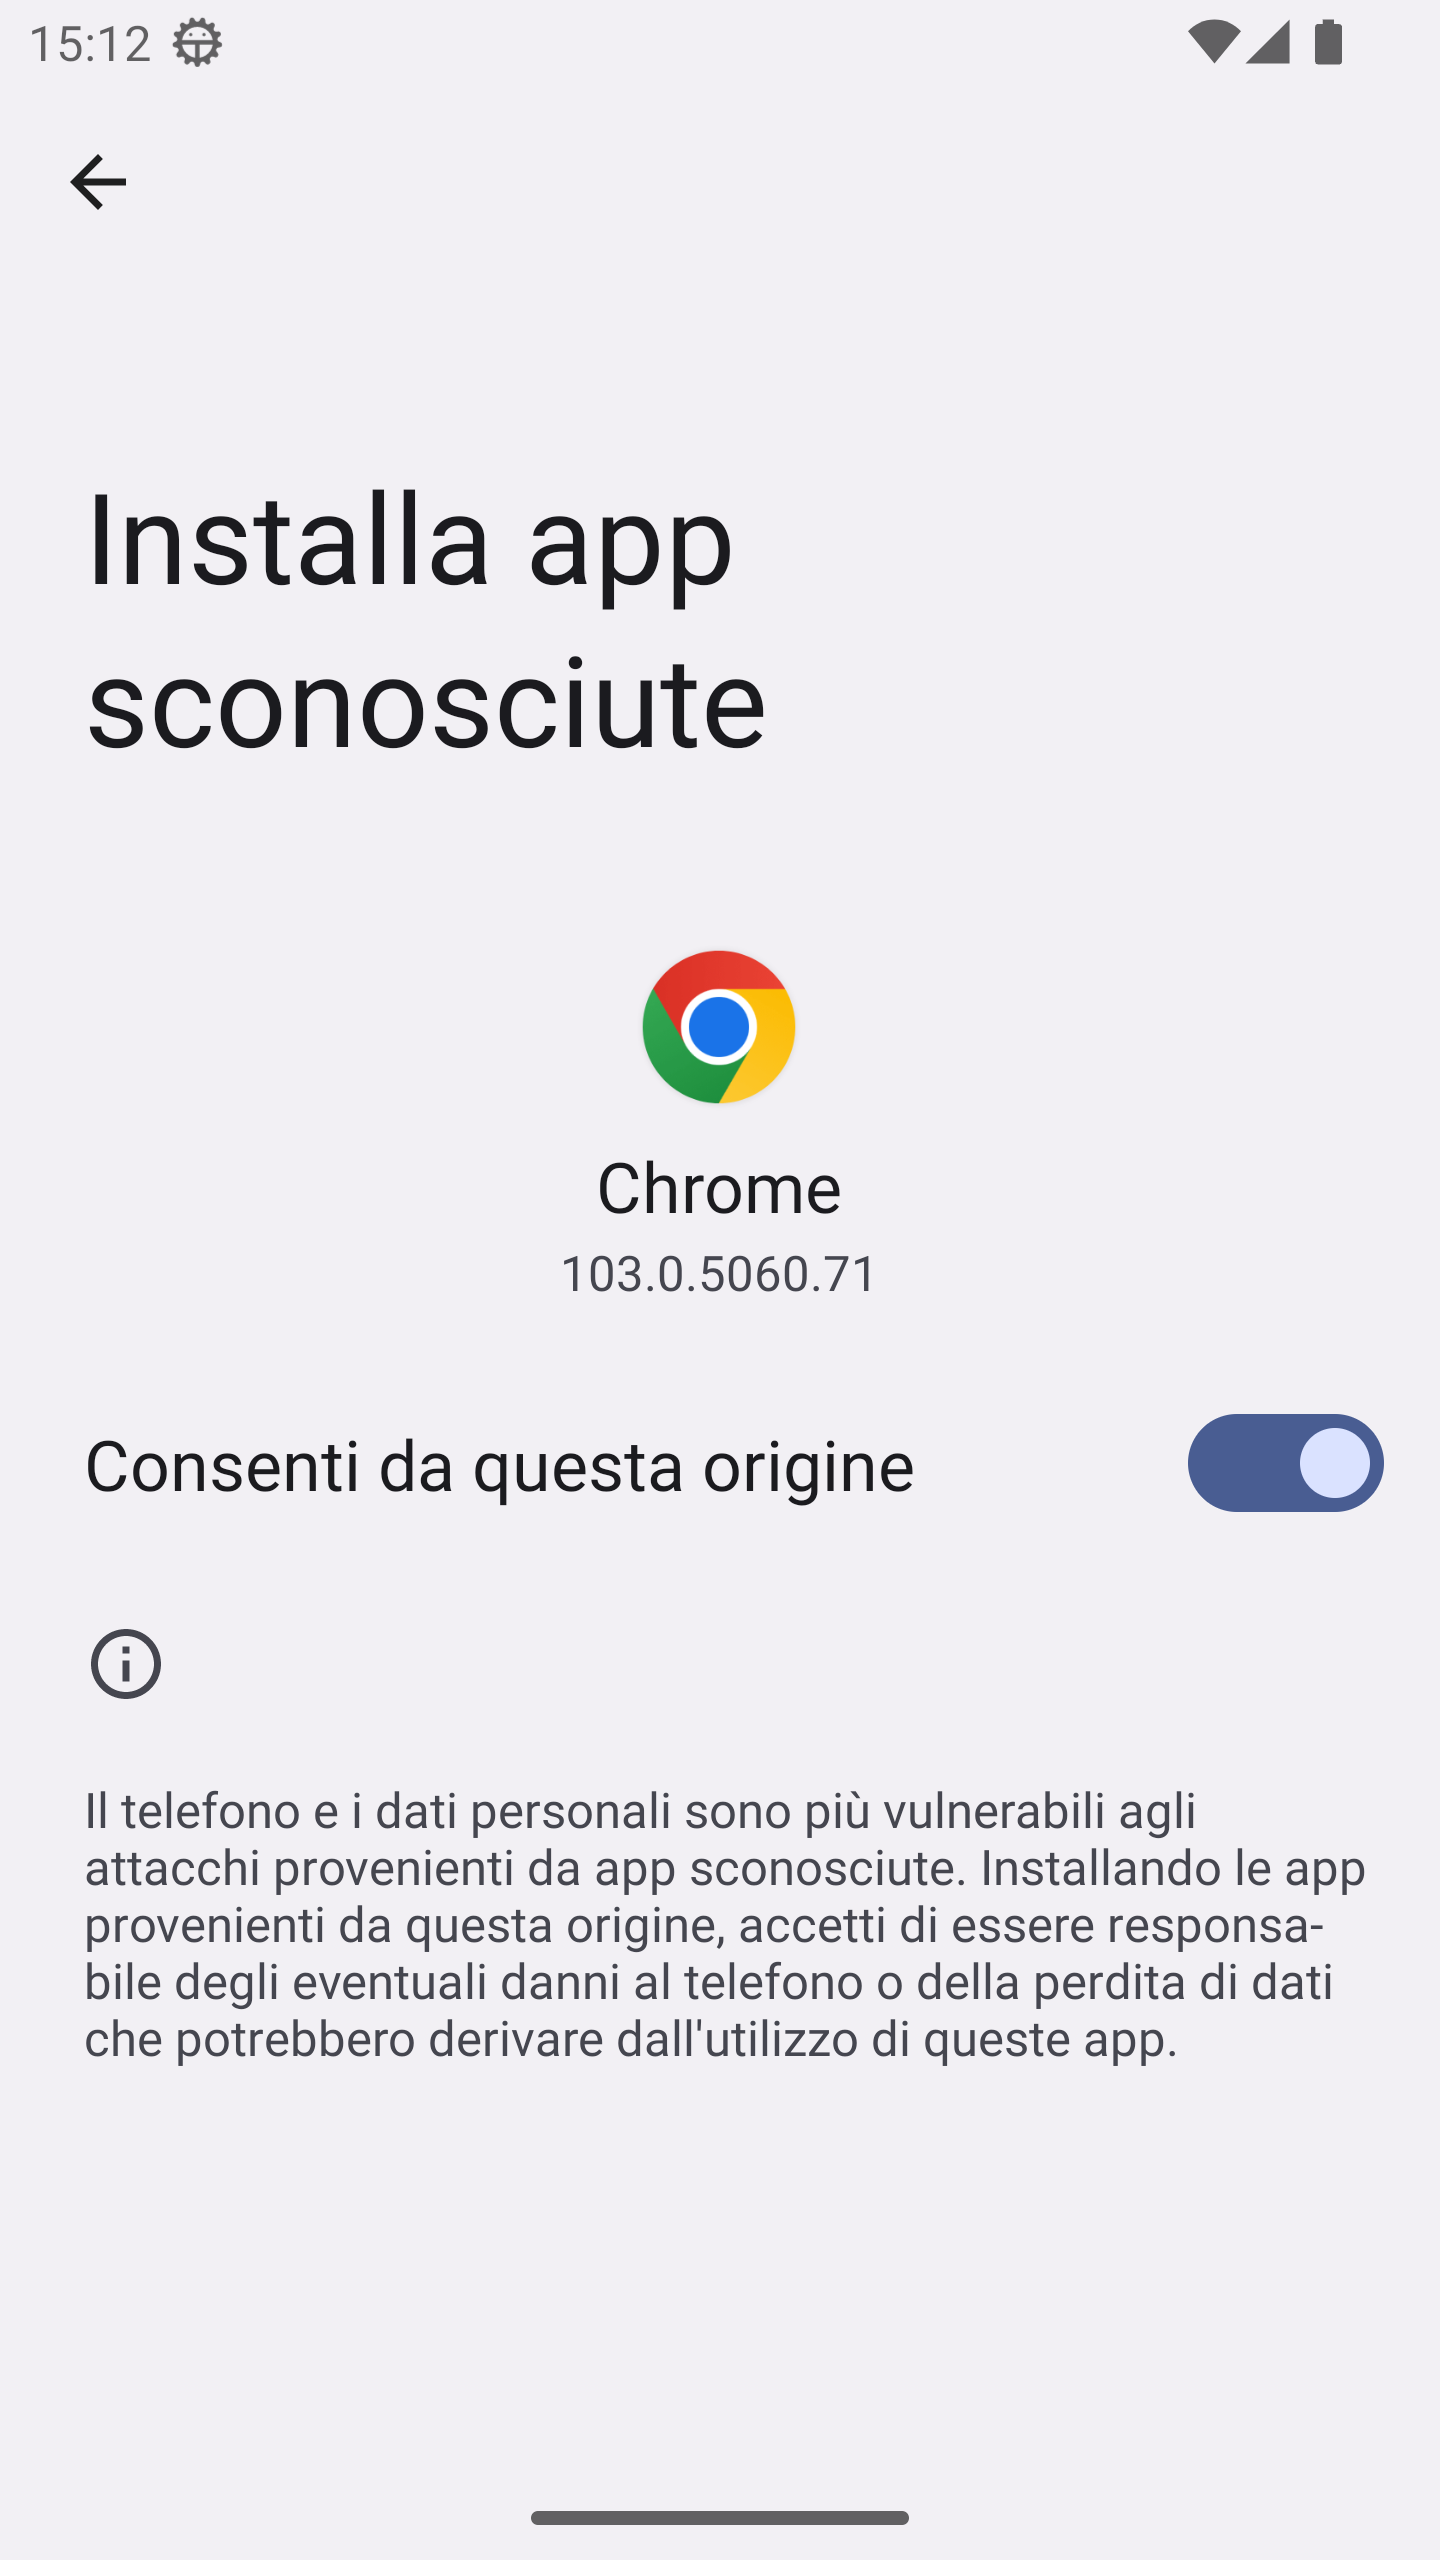 15:12
Installa app
sconosciute
Chrome
103.0.5060.71
Consenti da questa origine
Il telefono e i dati personali sono più vulnerabili agli
attacchi provenienti da app sconosciute. Installando le app
provenienti da questa origine, accetti di essere responsa-
bile degli eventuali danni al telefono o della perdita di dati
che potrebbero derivare dall'utilizzo di queste app.